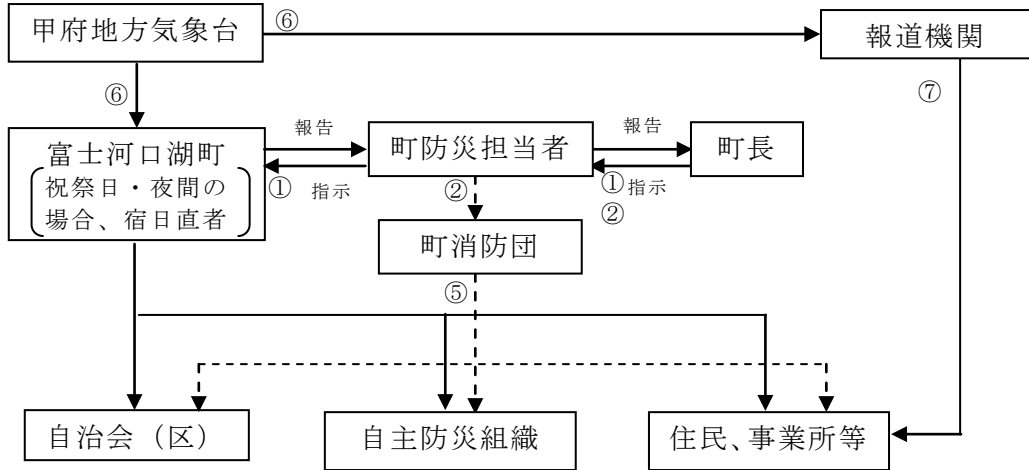 甲府地方気象台
⑥
報道機関
⑥
⑦
富士河口湖町
祝祭日・夜間の
場合、宿日直者
報告
① 指示
町防災担当者
報告
①指示
②
町長
②
町消防団
⑤
自治会（区）
自主防災組織
住民、事業所等